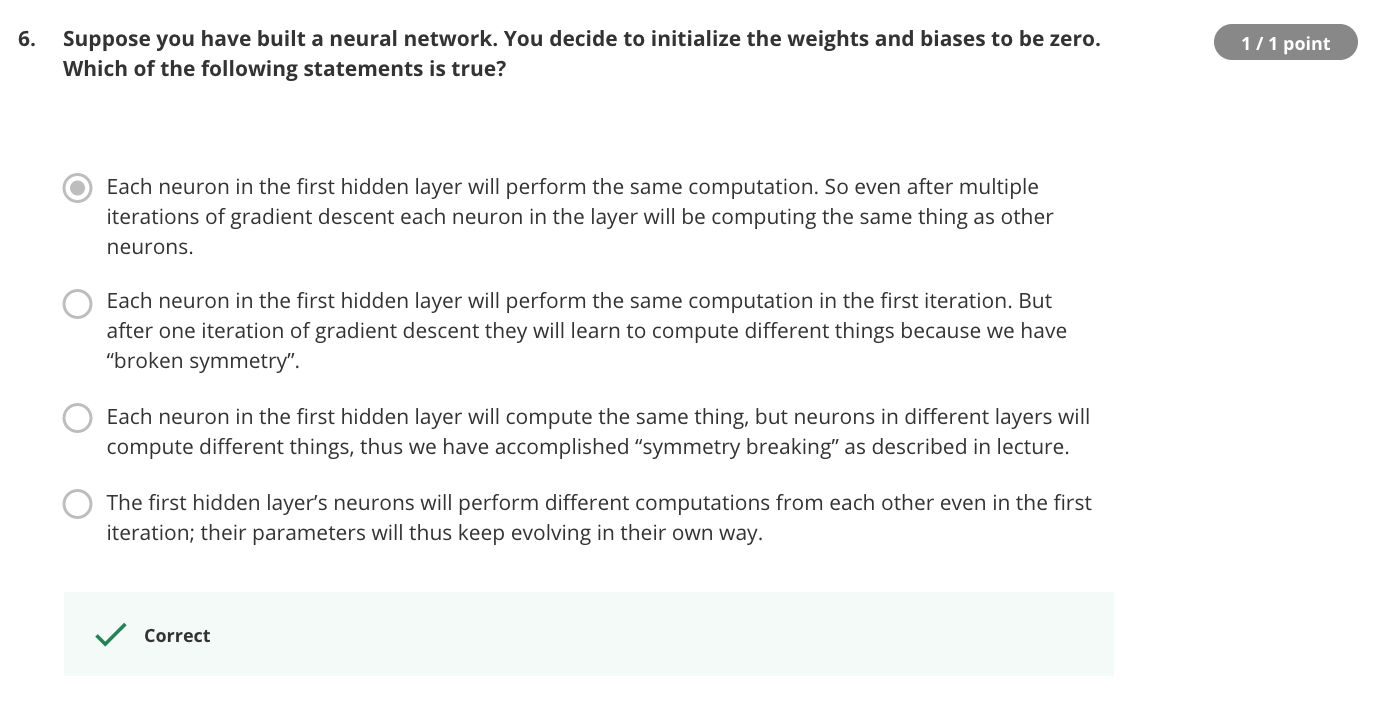 6. Suppose you have built a neural network. You decide to initialize the weights and biases to be zero.
1 / 1 point
Which of the following statements is true?
Each neuron in the first hidden layer will perform the same computation. So even after multiple
iterations of gradient descent each neuron in the layer will be computing the same thing as other
neurons.
Each neuron in the first hidden layer will perform the same computation in the first iteration. But
after one iteration of gradient descent they will learn to compute different things because we have
“broken symmetry”.
Each neuron in the first hidden layer will compute the same thing, but neurons in different layers will
compute different things, thus we have accomplished “symmetry breaking” as described in lecture.
The first hidden layer’s neurons will perform different computations from each other even in the first
iteration; their parameters will thus keep evolving in their own way.
Correct